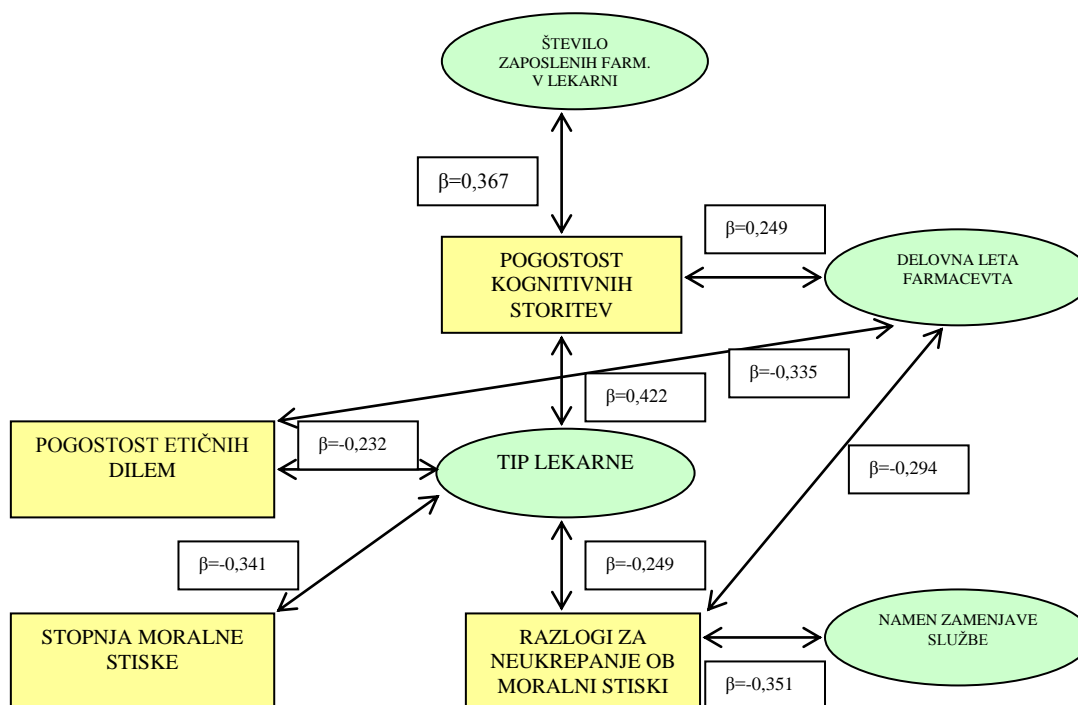 ŠTEVILO
ZAPOSLENIH FARM.
V LEKARNI
β=0,367
β=0,249
POGOSTOST
KOGNITIVNIH
STORITEV
DELOVNA LETA
FARMACEVTA
β=-0,335
β=0,422
POGOSTOST ETIČNIH
DILEM
β=-0,232
TIP LEKARNE
β=-0,294
β=-0,341
β=-0,249
STOPNJA MORALNE
STISKE
RAZLOGI ZA
NEUKREPANJE OB
MORALNI STISKI
NAMEN ZAMENJAVE
SLUŽBE
β=-0,351